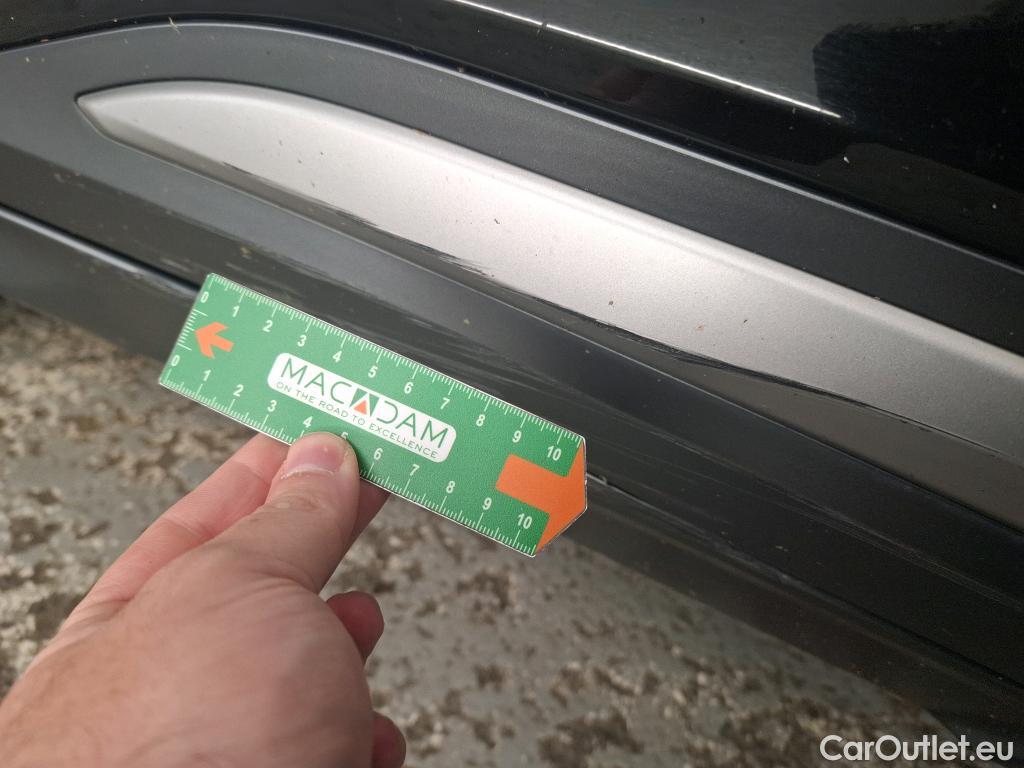 0 1 2 3 4 5 6 7 8 9 10
MACADAM
ON THE ROAD TO EXCELLENCE
0 1 2 3 4 5 6 7 8 9 10
CarOutlet.eu